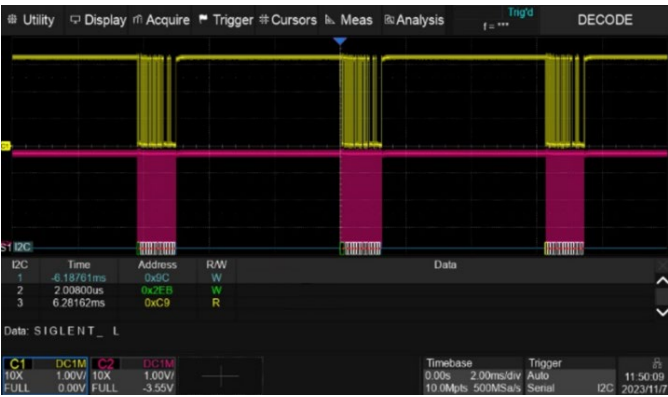 Utility Display Acquire Trigger Cursors Meas Analysis Trig'd f = *** DECODE
C1
S1 I2C
I2C Time Address R/W Data
1 -6.18761ms 0x9C W
2 2.00800us 0x2EB W
3 6.28162ms 0xC9 R
Data: SIGLENT_ L
C1 DC1M C2 DC1M Timebase Trigger
10X 1.00V/ 10X 1.00V/ 0.00s 2.00ms/div Auto 11:50:09
FULL 0.00V FULL -3.55V 10.0Mpts 500MSa/s Serial I2C 2023/11/7